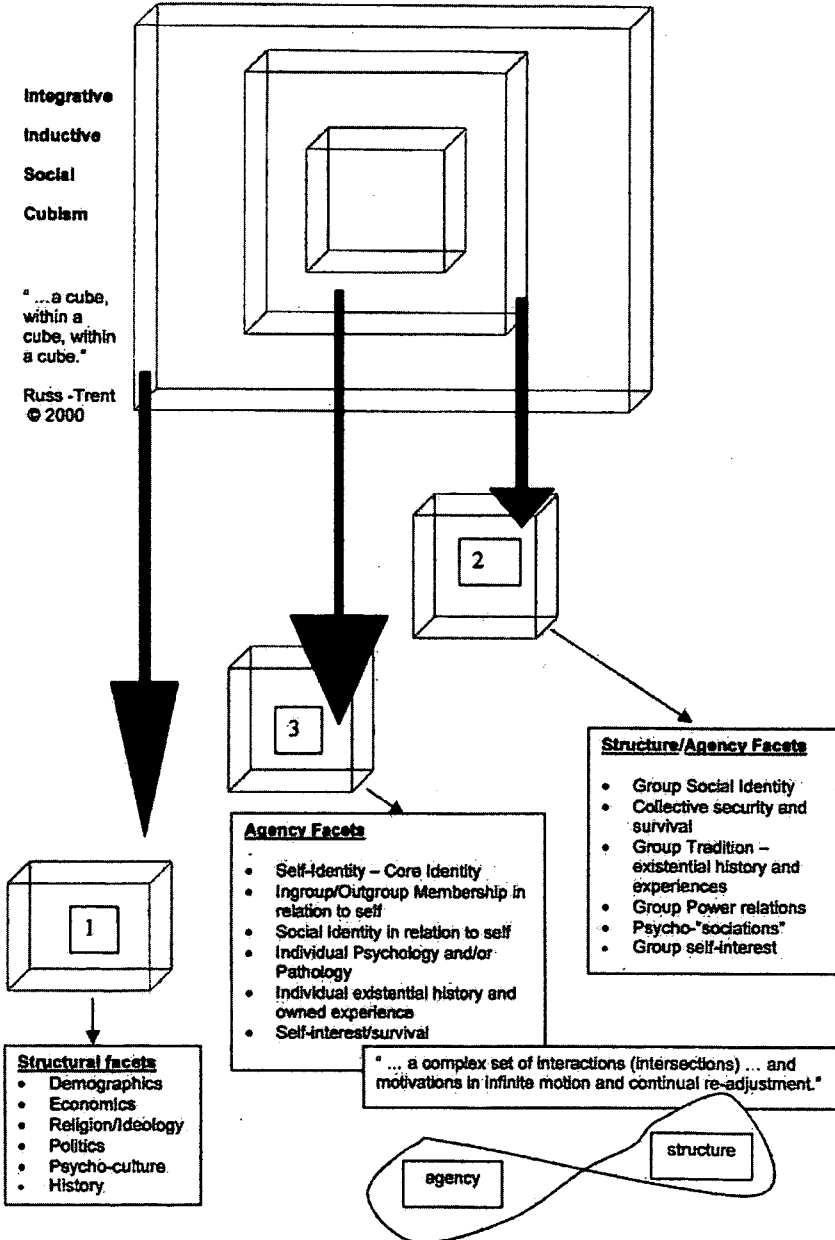 Integrative
Inductive
Social
Cubism
" ...a cube,
within a
cube, within
a cube."
Russ -Trent
© 2000
2
3
1
Structure/Agency Facets
• Group Social Identity
• Collective security and
survival
• Group Tradition –
existential history and
experiences
• Group Power relations
• Psycho-"sociations"
• Group self-interest
Agency Facets
• Self-Identity – Core Identity
• Ingroup/Outgroup Membership in
relation to self
• Social Identity in relation to self
• Individual Psychology and/or
Pathology
• Individual existential history and
owned experience
• Self-interest/survival
Structural facets
• Demographics
• Economics
• Religion/Ideology
• Politics
• Psycho-culture
• History
" ... a complex set of interactions (intersections) ... and
motivations in infinite motion and continual re-adjustment."
agency
structure